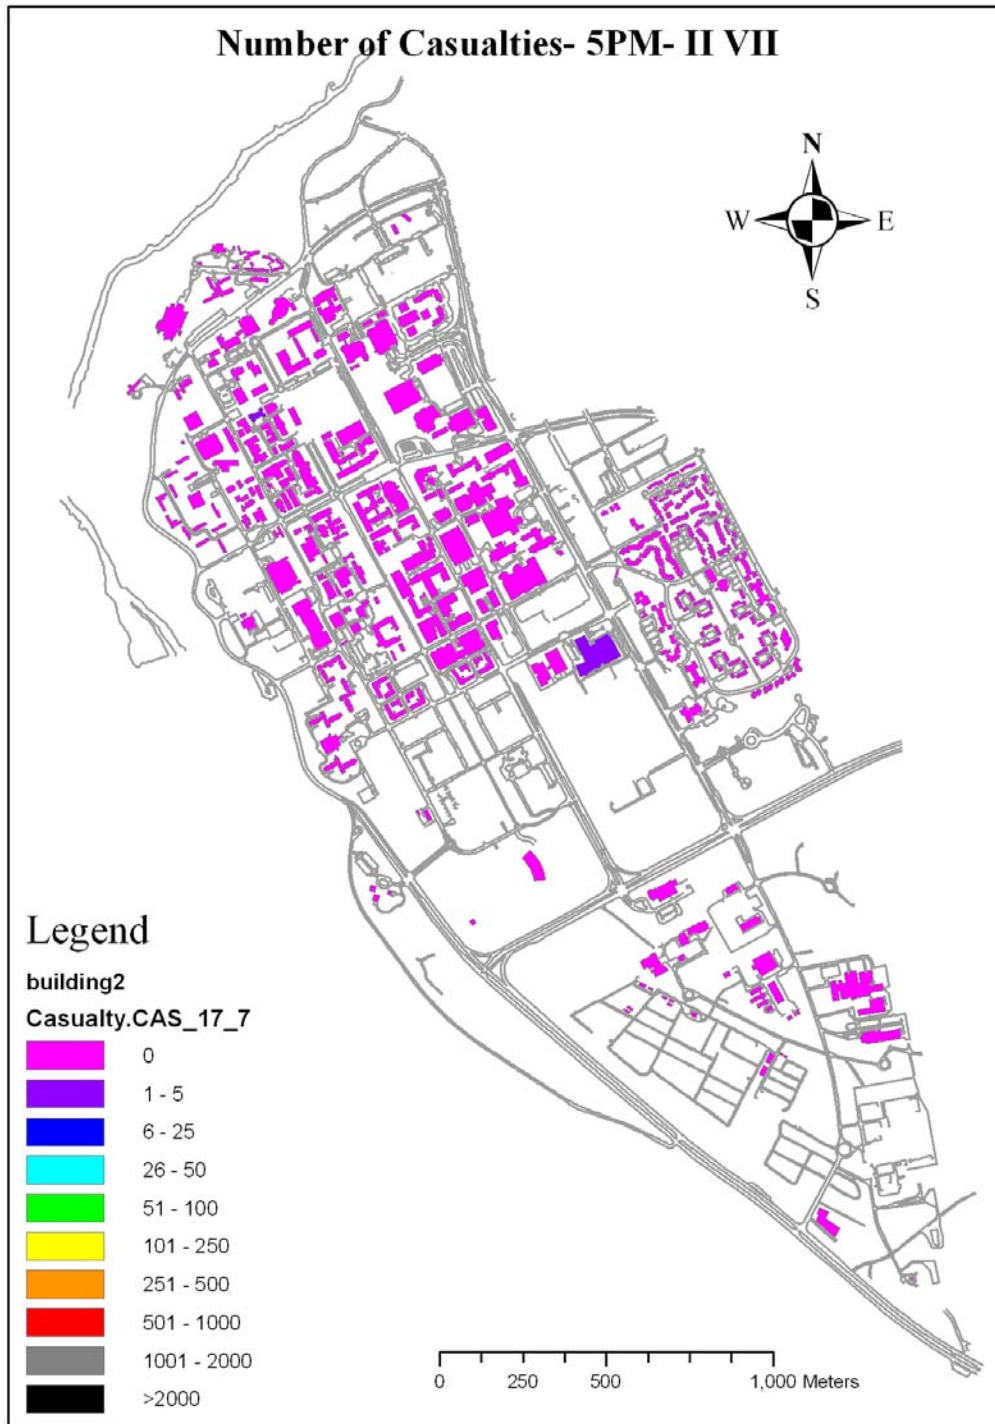 Number of Casualties- 5PM- II VII
N
W E
S
Legend
building2
Casualty.CAS_17_7
0
1 - 5
6 - 25
26 - 50
51 - 100
101 - 250
251 - 500
501 - 1000
1001 - 2000
>2000
0 250 500 1,000 Meters